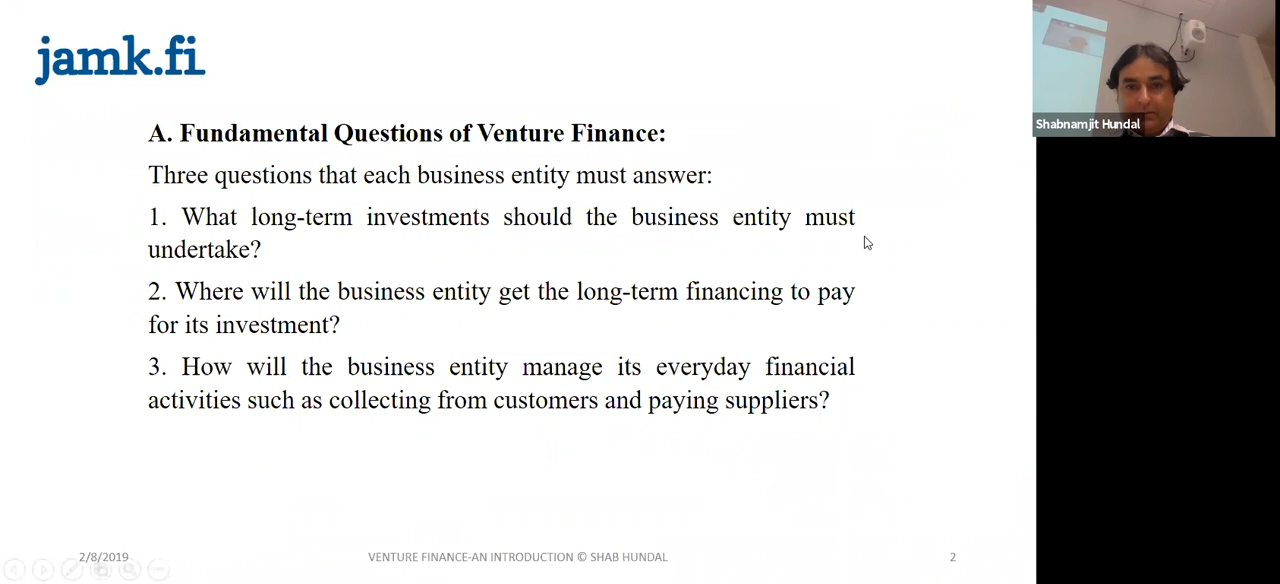 jamk.fi
Shabnamjit Hundal
A. Fundamental Questions of Venture Finance:
Three questions that each business entity must answer:
1. What long-term investments should the business entity must
undertake?
2. Where will the business entity get the long-term financing to pay
for its investment?
3. How will the business entity manage its everyday financial
activities such as collecting from customers and paying suppliers?
2/8/2019
VENTURE FINANCE-AN INTRODUCTION © SHAB HUNDAL
2